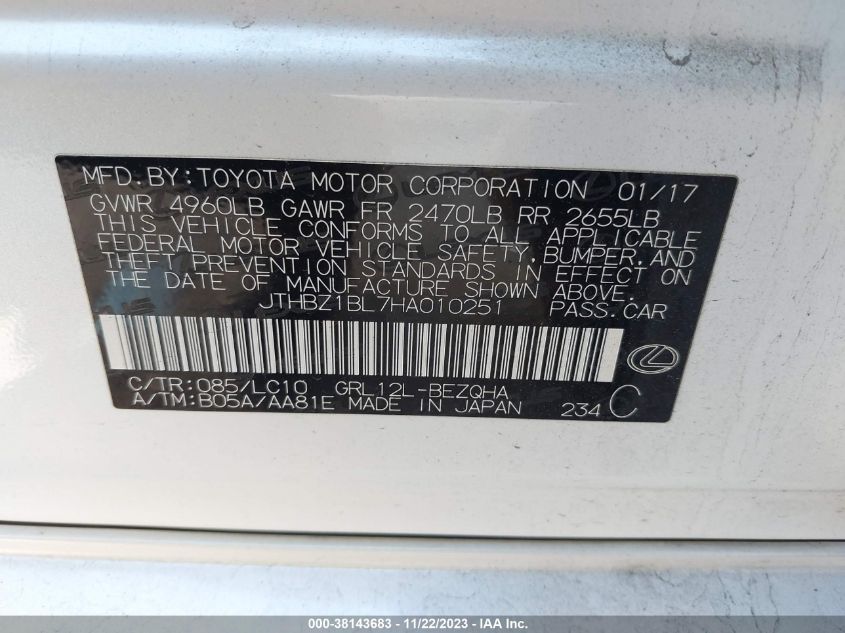 MFD.BY:TOYOTA MOTOR CORPORATION 01/17
GVWR 4960LB GAWR FR 2470LB RR 2655LB
THIS VEHICLE CONFORMS TO ALL APPLICABLE
FEDERAL MOTOR VEHICLE SAFETY,BUMPER,AND
THEFT PREVENTION STANDARDS IN EFFECT ON
THE DATE OF MANUFACTURE SHOWN ABOVE.
JTHBZ1BL7HA010251 PASS.CAR
C/TR:085/LC10 GRL12L-BEZQHA
A/TM:B05A/AA81E MADE IN JAPAN 234 C
000-38143683 - 11/22/2023 - IAA Inc.